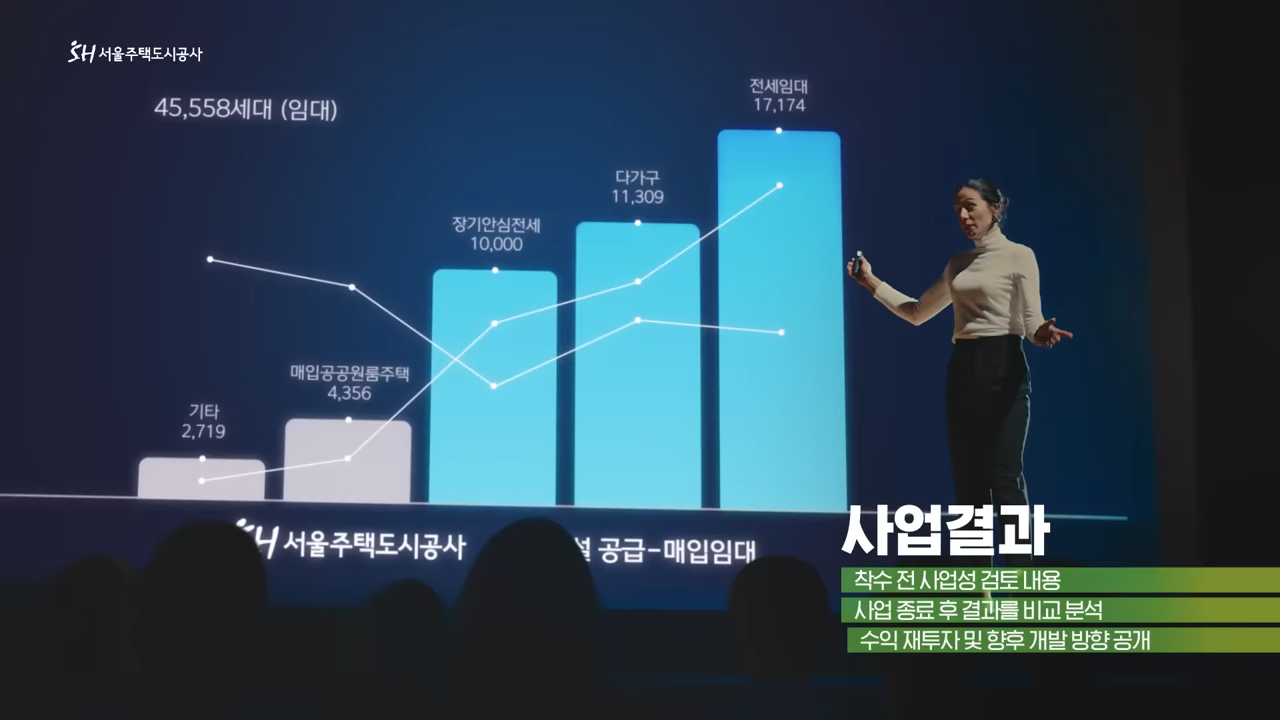 SH 서울주택도시공사
45,558세대 (임대)
전세임대
17,174
다가구
11,309
장기안심전세
10,000
매입공공원룸주택
4,356
기타
2,719
SH 서울주택도시공사
공급-매입임대
사업결과
착수 전 사업성 검토 내용
사업 종료 후 결과를 비교 분석
수익 재투자 및 향후 개발 방향 공개